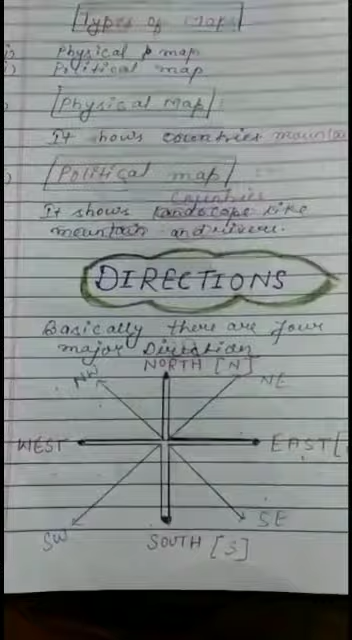 Types of Map
i) Physical map
i) Political map
Physical Map
It shows countries mountai
Political map
Countries
It shows landscape like
mountain and rivers.
DIRECTIONS
Basically there are four
major Direction
NORTH [N]
NW NE
WEST EAST [
SW SE
SOUTH [S]